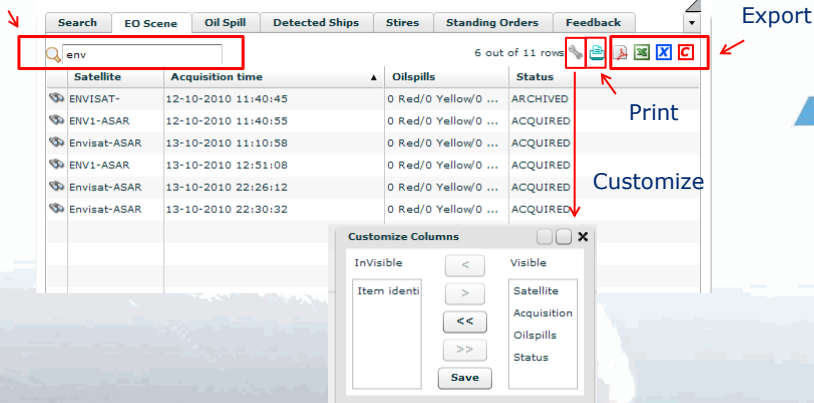 Export
Search EO Scene Oil Spill Detected Ships Stires Standing Orders Feedback
env 6 out of 11 rows
Satellite Acquisition time Oilspills Status
ENVISAT- 12-10-2010 11:40:45 0 Red/0 Yellow/0 ... ARCHIVED
ENV1-ASAR 12-10-2010 11:40:55 0 Red/0 Yellow/0 ... ACQUIRED
Envisat-ASAR 13-10-2010 11:10:58 0 Red/0 Yellow/0 ... ACQUIRED
ENV1-ASAR 13-10-2010 12:51:08 0 Red/0 Yellow/0 ... ACQUIRED
Envisat-ASAR 13-10-2010 22:26:12 0 Red/0 Yellow/0 ... ACQUIRED
Envisat-ASAR 13-10-2010 22:30:32 0 Red/0 Yellow/0 ... ACQUIRED
Print
Customize
Customize Columns
InVisible < Visible
Item identi > Satellite
<< Acquisition
Oilspills
>> Status
Save